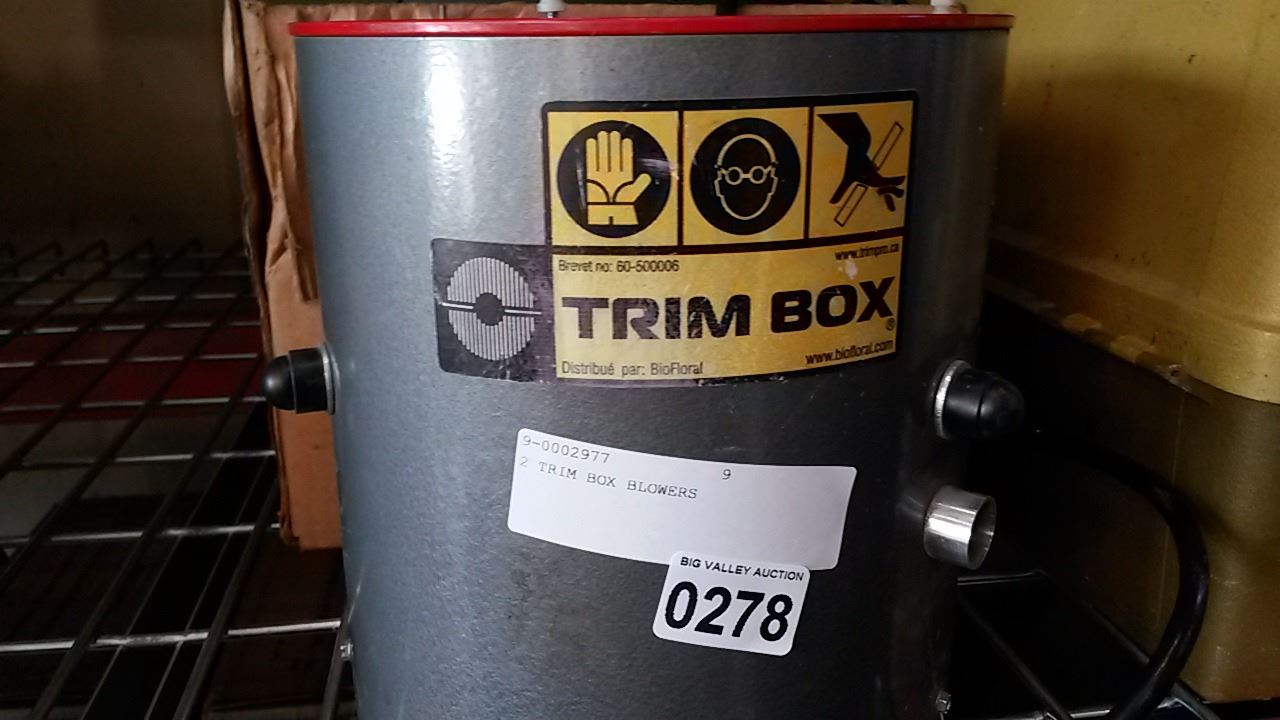 Brevet no: 60-500006
www.trimpro.ca
TRIM BOX®
www.biofloral.com
Distribué par: BioFloral
9-0002977 9
2 TRIM BOX BLOWERS
BIG VALLEY AUCTION
0278